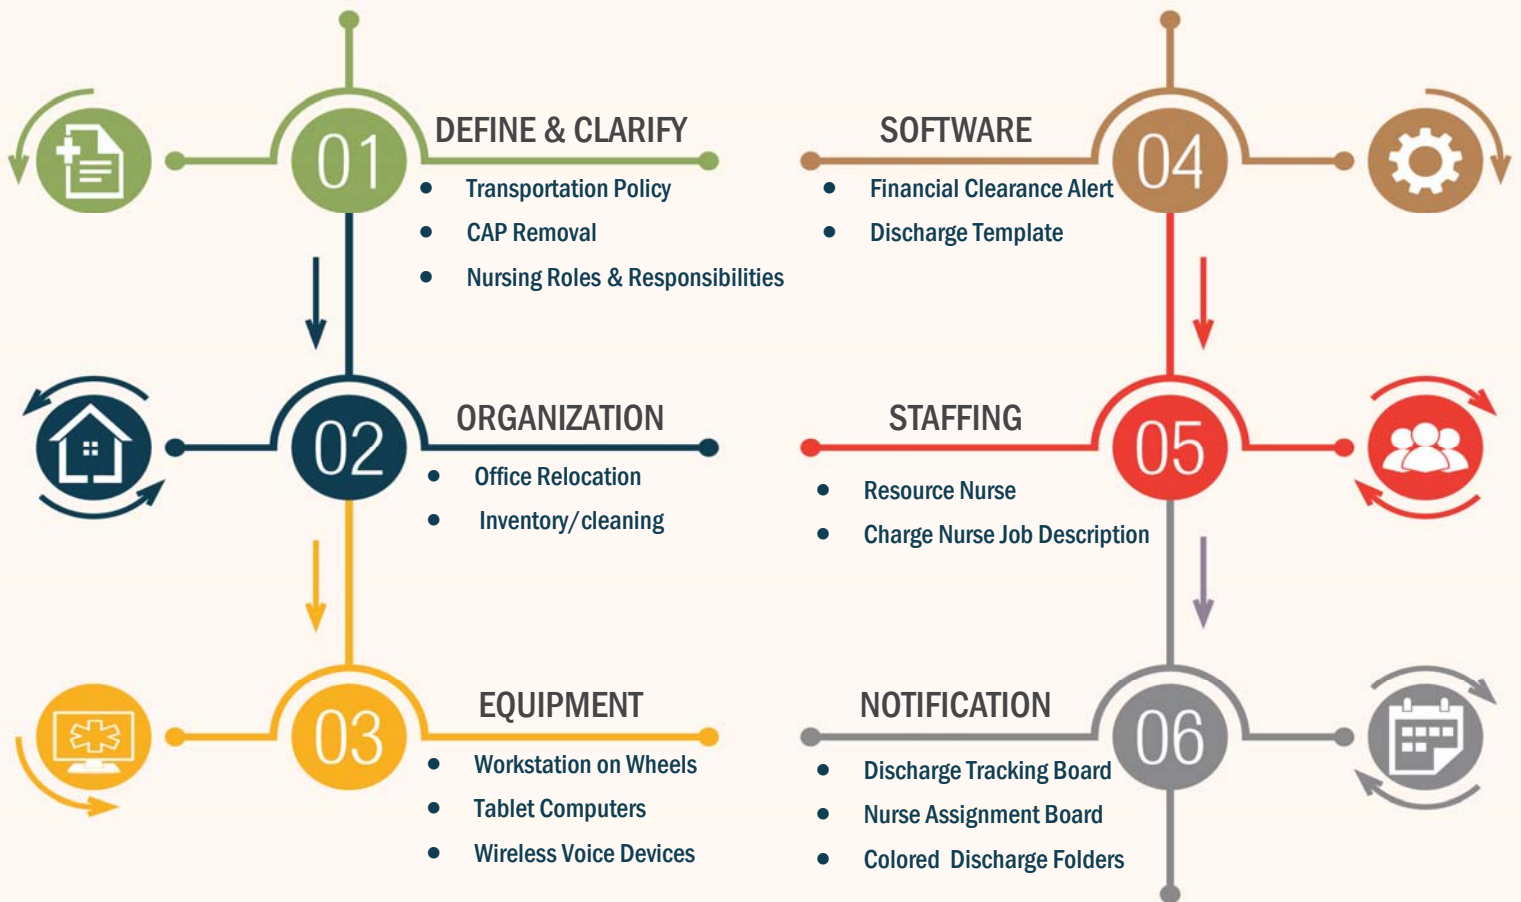 01
DEFINE & CLARIFY
• Transportation Policy
• CAP Removal
• Nursing Roles & Responsibilities
02
ORGANIZATION
• Office Relocation
• Inventory/cleaning
03
EQUIPMENT
• Workstation on Wheels
• Tablet Computers
• Wireless Voice Devices
SOFTWARE
04
• Financial Clearance Alert
• Discharge Template
STAFFING
05
• Resource Nurse
• Charge Nurse Job Description
NOTIFICATION
06
• Discharge Tracking Board
• Nurse Assignment Board
• Colored Discharge Folders